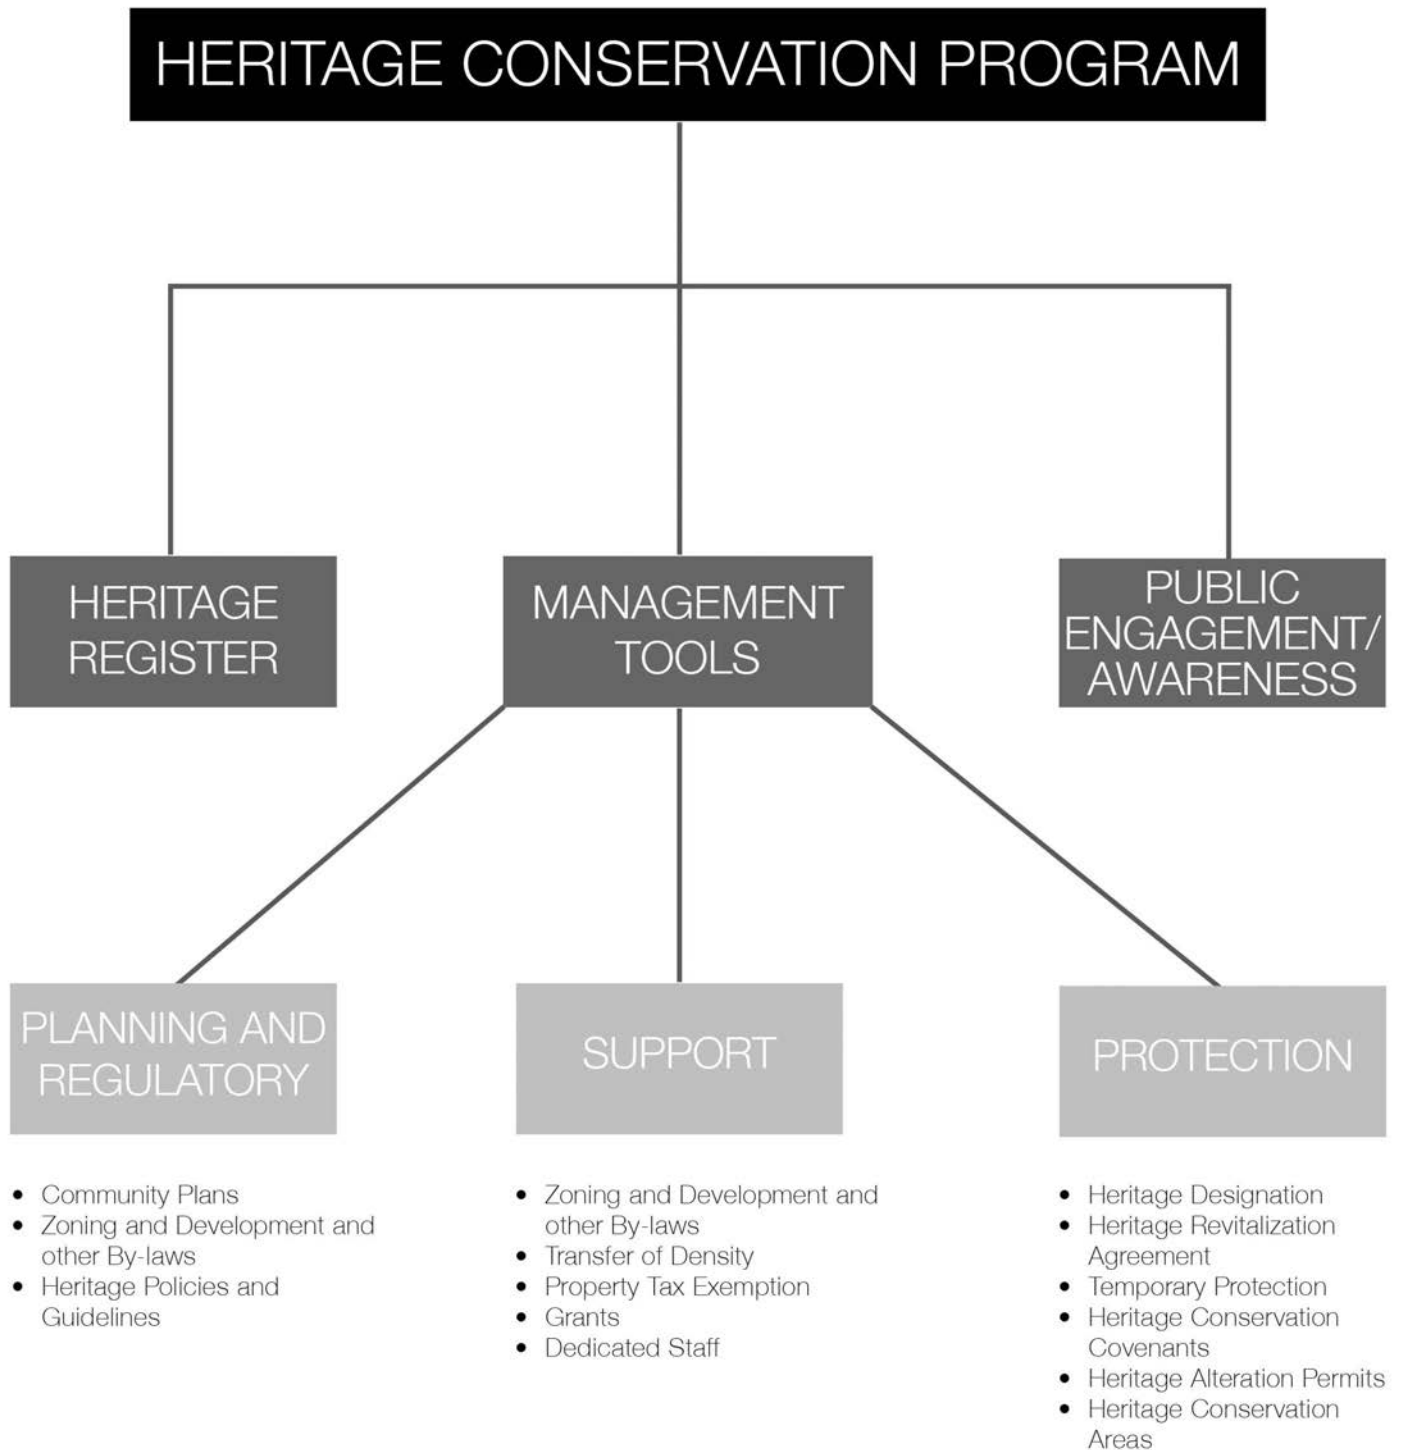 HERITAGE CONSERVATION PROGRAM
HERITAGE
REGISTER
MANAGEMENT
TOOLS
PUBLIC
ENGAGEMENT/
AWARENESS
PLANNING AND
REGULATORY
SUPPORT
PROTECTION
• Community Plans
• Zoning and Development and
other By-laws
• Heritage Policies and
Guidelines
• Zoning and Development and
other By-laws
• Transfer of Density
• Property Tax Exemption
• Grants
• Dedicated Staff
• Heritage Designation
• Heritage Revitalization
Agreement
• Temporary Protection
• Heritage Conservation
Covenants
• Heritage Alteration Permits
• Heritage Conservation
Areas